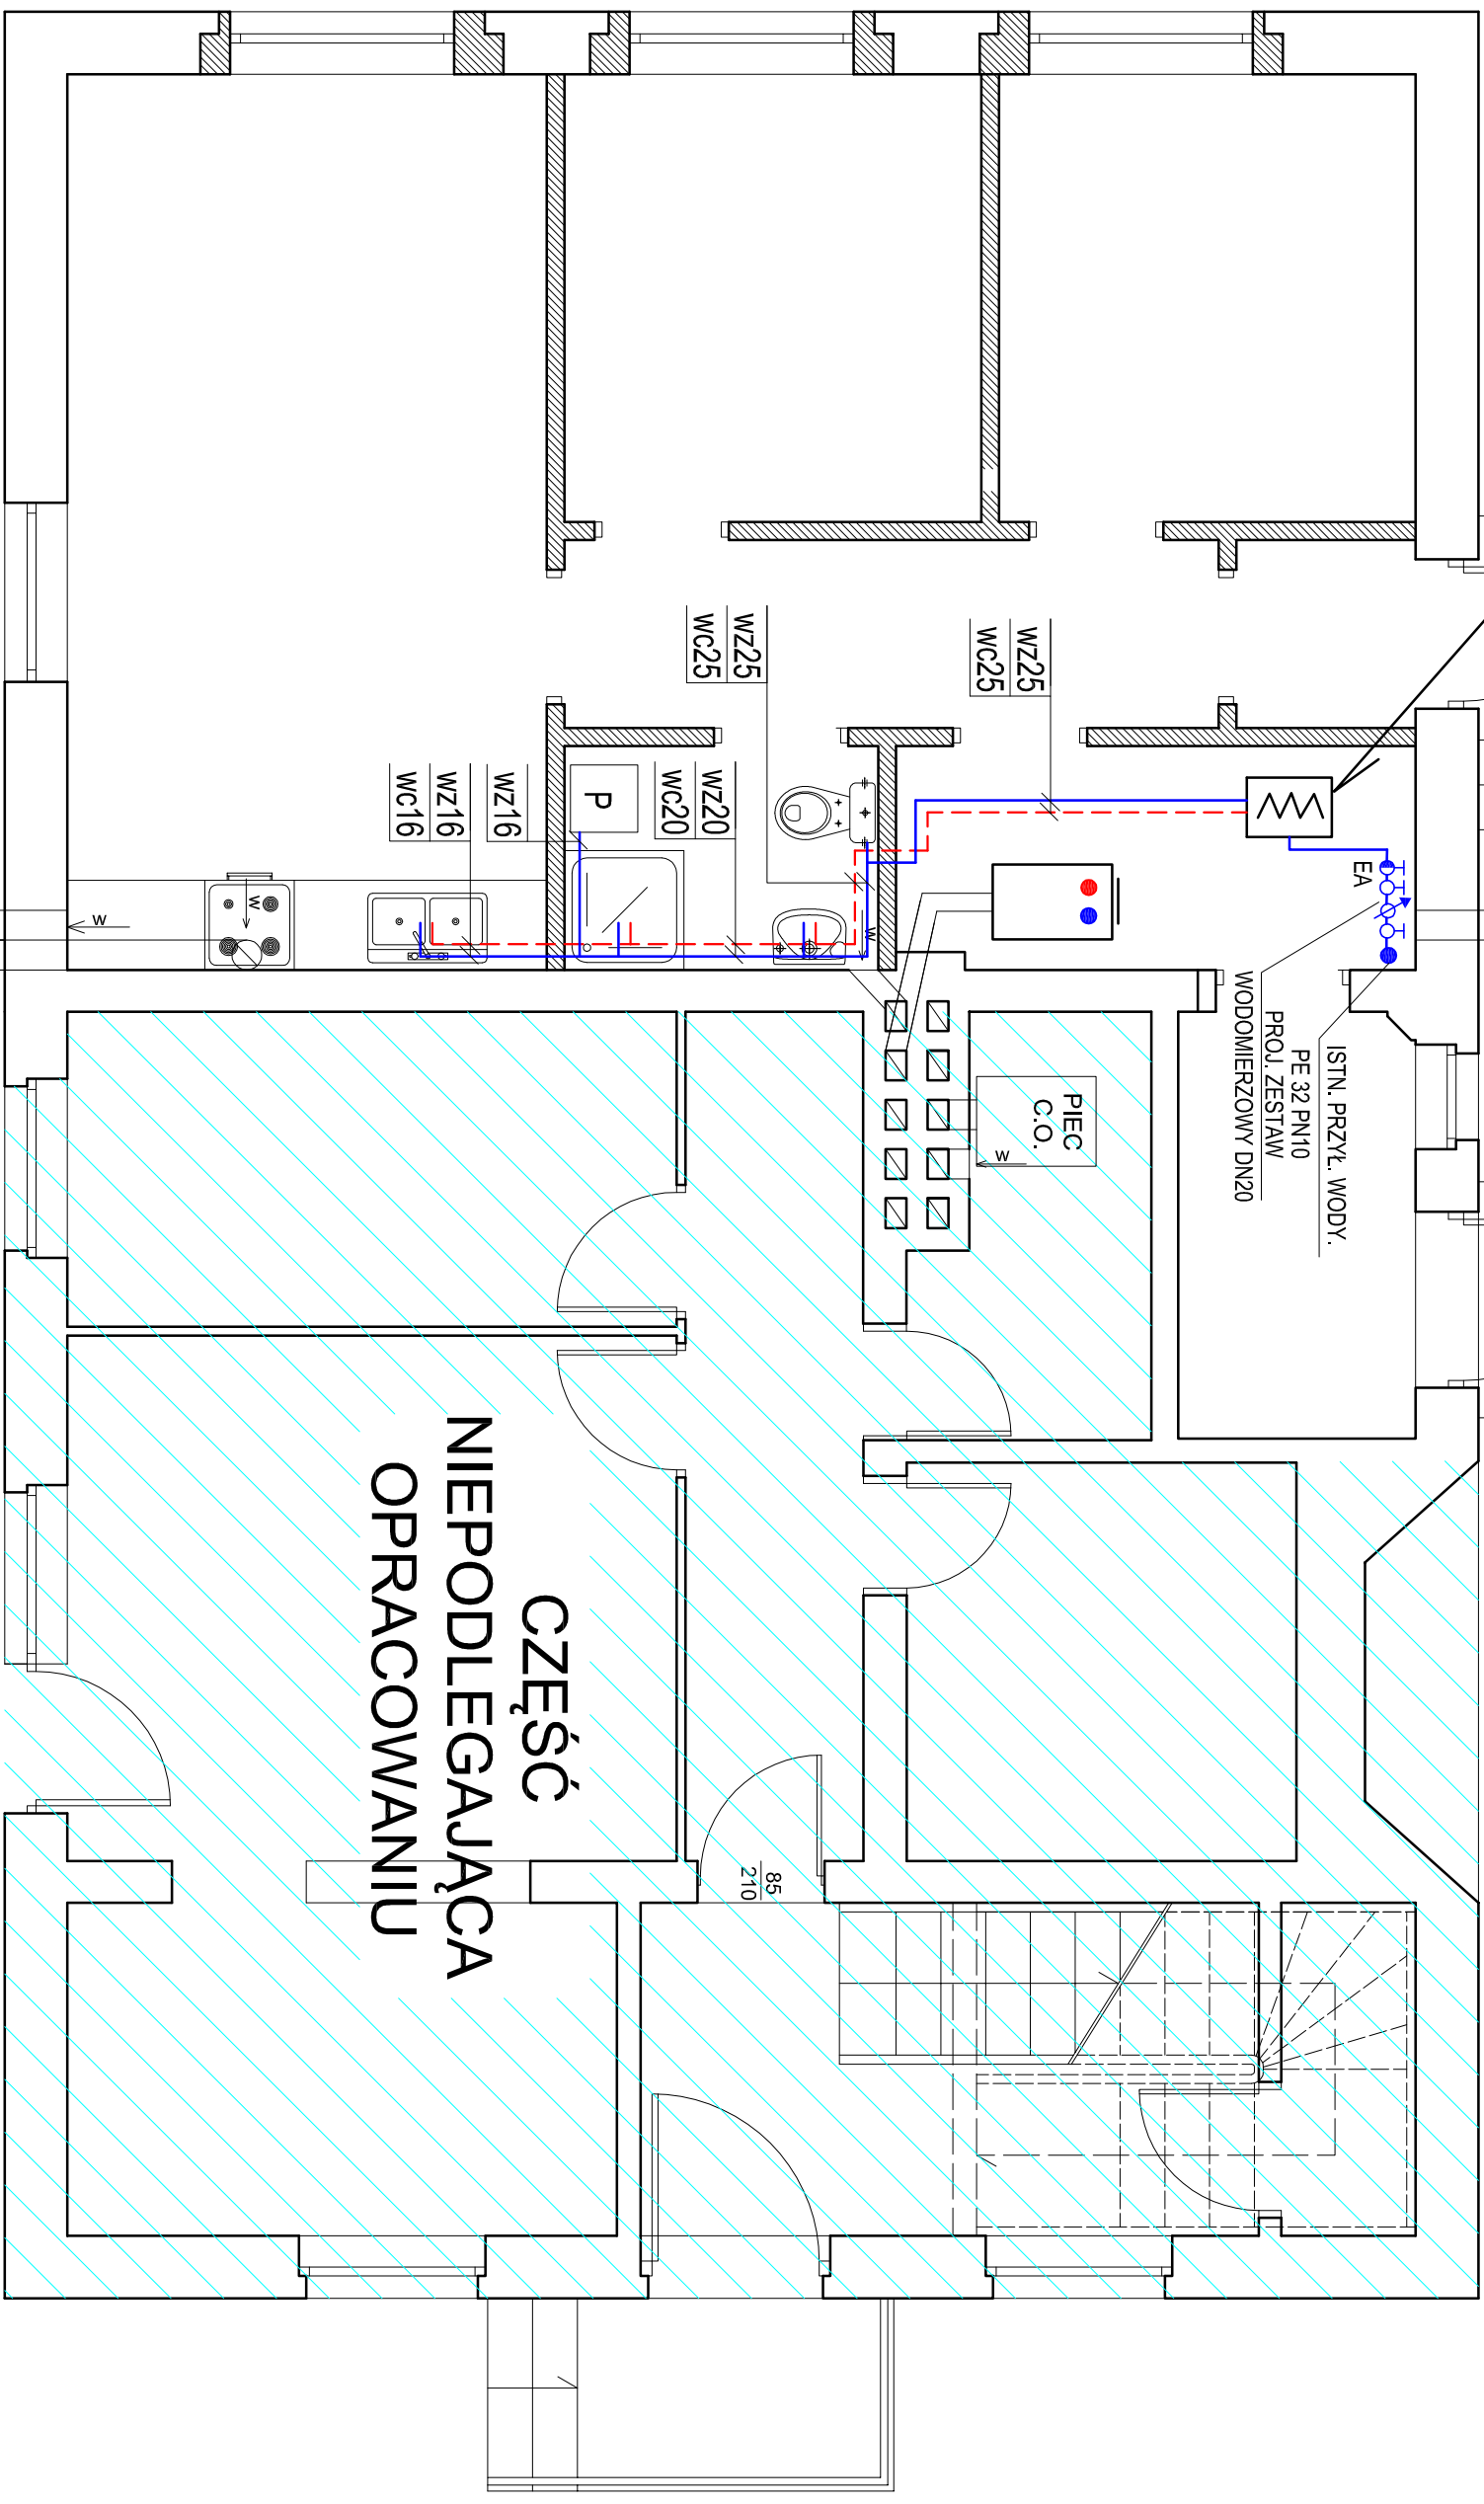 wz25
wc25
wz25
wc25
wz20
wc20
wz16
wz16
wc16
P
w
w
w
EA
ISTN. PRZYŁ. WODY.
PE 32 PN10
PROJ. ZESTAW
WODOMIERZOWY DN20
PIEC
C.O.
w
CZĘŚĆ
NIEPODLEGAJĄCA
OPRACOWANIU
85
210